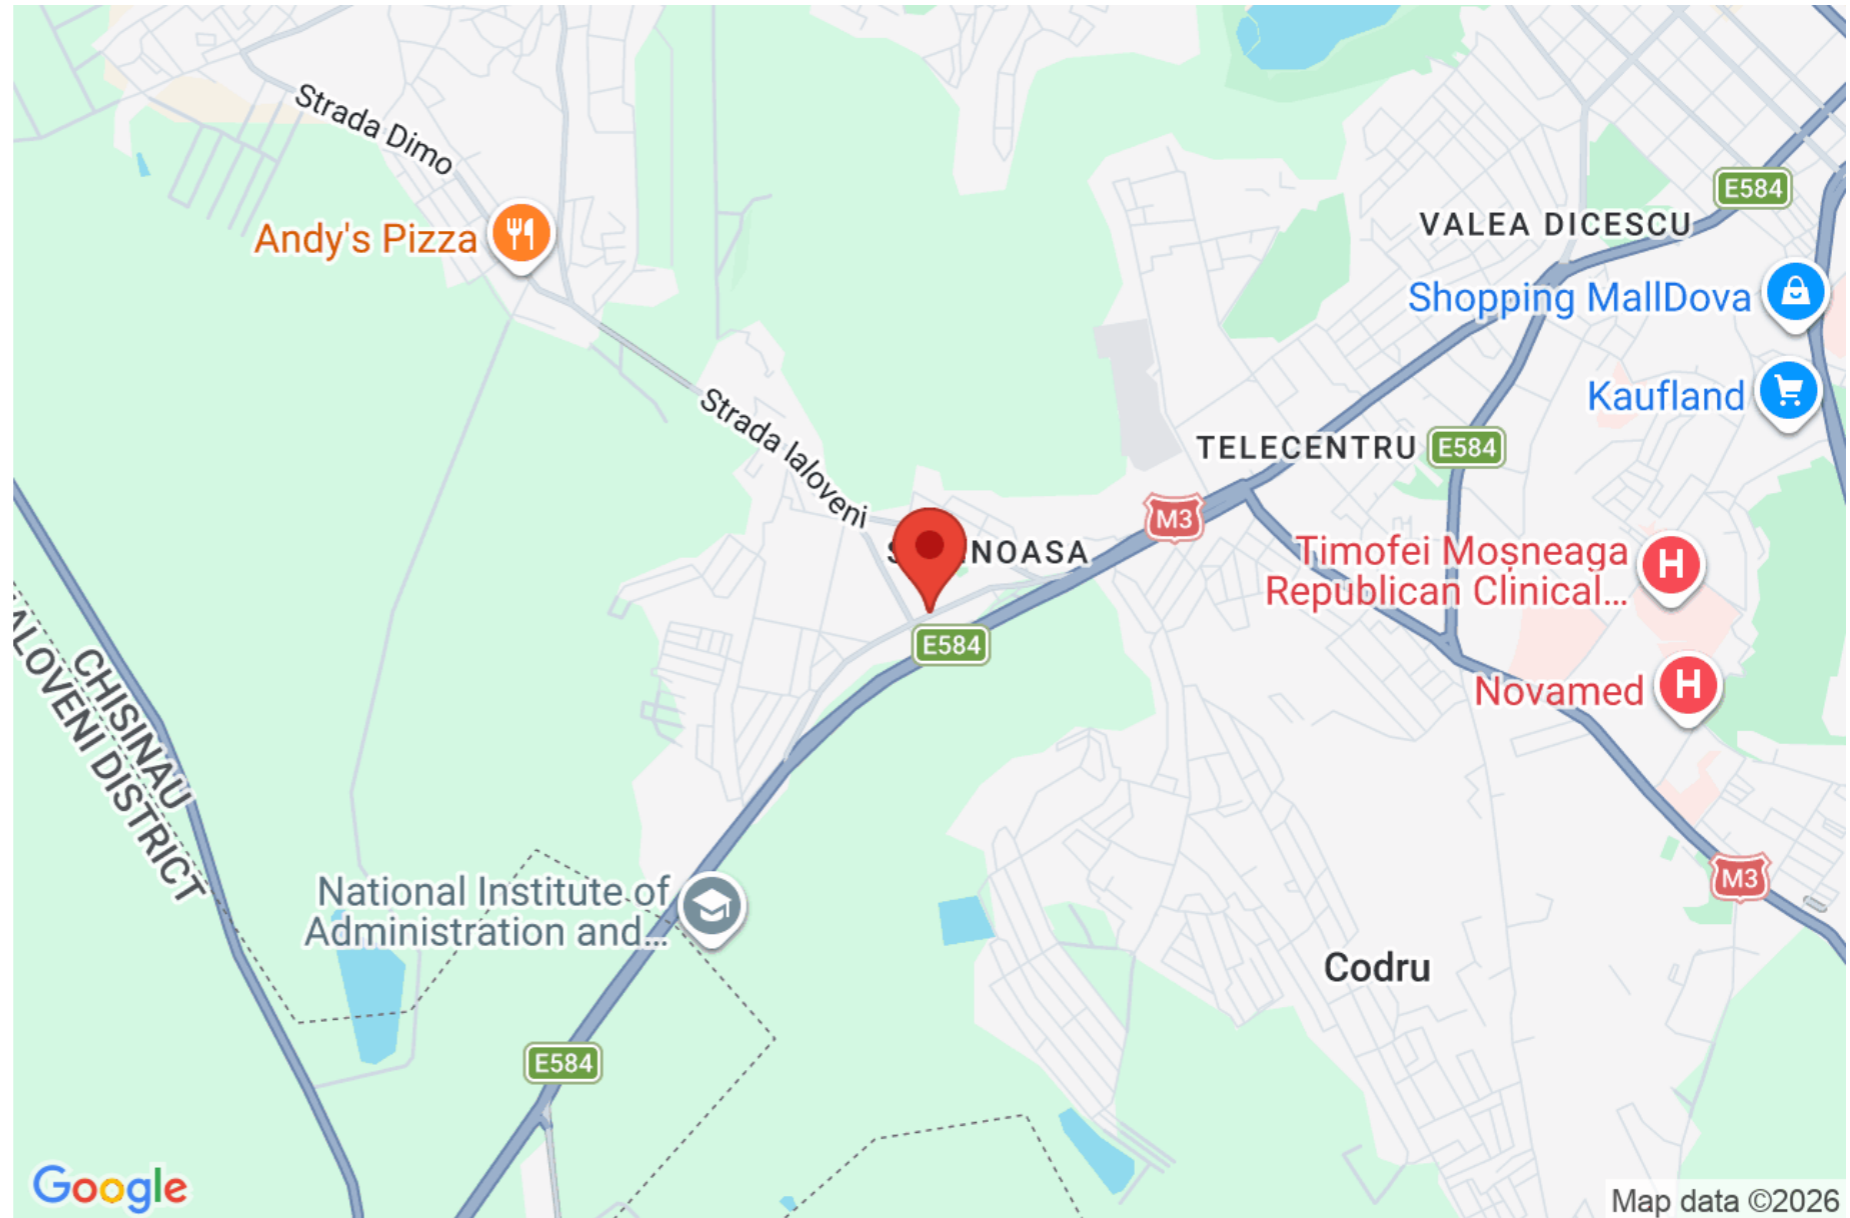 Strada Dimo
Andy's Pizza
E584
VALEA DICESCU
Shopping MallDova
Kaufland
Strada Ialoveni
TELECENTRU
E584
M3
NOASA
Timofei Moșneaga
Republican Clinical...
E584
Novamed
CHISINAU
ALOVENI DISTRICT
National Institute of
Administration and...
M3
Codru
E584
Google
Map data ©2026